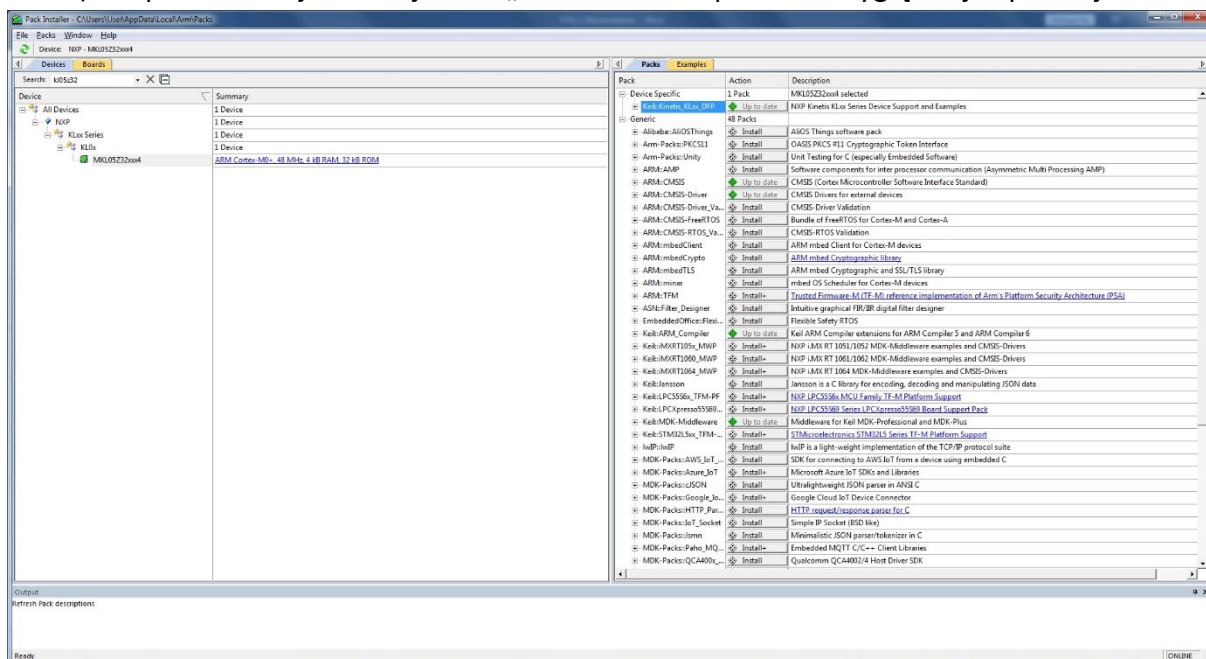 Pack Installer - C:\Users\User\AppData\Local\Arm\Packs
File Packs Window Help
Device: NXP - MKL05Z32xxx4
Devices Boards
Search: kl05z32
Device Summary
All Devices 1 Device
NXP 1 Device
KLxx Series 1 Device
KL0x 1 Device
MKL05Z32xxx4 ARM Cortex-M0+, 48 MHz, 4 kB RAM, 32 kB ROM
Packs Examples
Pack Action Description
Device Specific 1 Pack MKL05Z32xxx4 selected
Keil::Kinetis_KLxx_DFP Up to date NXP Kinetis KLxx Series Device Support and Examples
Generic 48 Packs
Alibaba::AliOSThings Install AliOS Things software pack
Arm-Packs::PKCS11 Install OASIS PKCS #11 Cryptographic Token Interface
Arm-Packs::Unity Install Unit Testing for C (especially Embedded Software)
ARM::AMP Install Software components for inter processor communication (Asymmetric Multi Processing AMP)
ARM::CMSIS Up to date CMSIS (Cortex Microcontroller Software Interface Standard)
ARM::CMSIS-Driver Up to date CMSIS Drivers for external devices
ARM::CMSIS-Driver_Va... Install CMSIS-Driver Validation
ARM::CMSIS-FreeRTOS Install Bundle of FreeRTOS for Cortex-M and Cortex-A
ARM::CMSIS-RTOS_Va... Install CMSIS-RTOS Validation
ARM::mbedClient Install ARM mbed Client for Cortex-M devices
ARM::mbedCrypto Install ARM mbed Cryptographic library
ARM::mbedTLS Install ARM mbed Cryptographic and SSL/TLS library
ARM::minar Install mbed OS Scheduler for Cortex-M devices
ARM::TFM Install+ Trusted Firmware-M (TF-M) reference implementation of Arm's Platform Security Architecture (PSA)
ASN::Filter_Designer Install Intuitive graphical FIR/IIR digital filter designer
EmbeddedOffice::Flexi... Install Flexible Safety RTOS
Keil::ARM_Compiler Up to date Keil ARM Compiler extensions for ARM Compiler 5 and ARM Compiler 6
Keil::iMXRT105x_MWP Install+ NXP i.MX RT 1051/1052 MDK-Middleware examples and CMSIS-Drivers
Keil::iMXRT1060_MWP Install+ NXP i.MX RT 1061/1062 MDK-Middleware examples and CMSIS-Drivers
Keil::iMXRT1064_MWP Install+ NXP i.MX RT 1064 MDK-Middleware examples and CMSIS-Drivers
Keil::Jansson Install Jansson is a C library for encoding, decoding and manipulating JSON data
Keil::LPC55S6x_TFM-PF Install+ NXP LPC55S6x MCU Family TF-M Platform Support
Keil::LPCXpresso55S69... Install+ NXP LPC55S69 Series LPCXpresso55S69 Board Support Pack
Keil::MDK-Middleware Up to date Middleware for Keil MDK-Professional and MDK-Plus
Keil::STM32L5xx_TFM-... Install+ STMicroelectronics STM32L5 Series TF-M Platform Support
lwIP::lwIP Install lwIP is a light-weight implementation of the TCP/IP protocol suite
MDK-Packs::AWS_IoT_... Install SDK for connecting to AWS IoT from a device using embedded C
MDK-Packs::Azure_IoT Install+ Microsoft Azure IoT SDKs and Libraries
MDK-Packs::cJSON Install Ultralightweight JSON parser in ANSI C
MDK-Packs::Google_Io... Install+ Google Cloud IoT Device Connector
MDK-Packs::HTTP_Par... Install HTTP request/response parser for C
MDK-Packs::IoT_Socket Install Simple IP Socket (BSD like)
MDK-Packs::Jsmn Install Minimalistic JSON parser/tokenizer in C
MDK-Packs::Paho_MQ... Install+ Embedded MQTT C/C++ Client Libraries
MDK-Packs::QCA400x_... Install Qualcomm QCA4002/4 Host Driver SDK
Output
Refresh Pack descriptions
Ready ONLINE